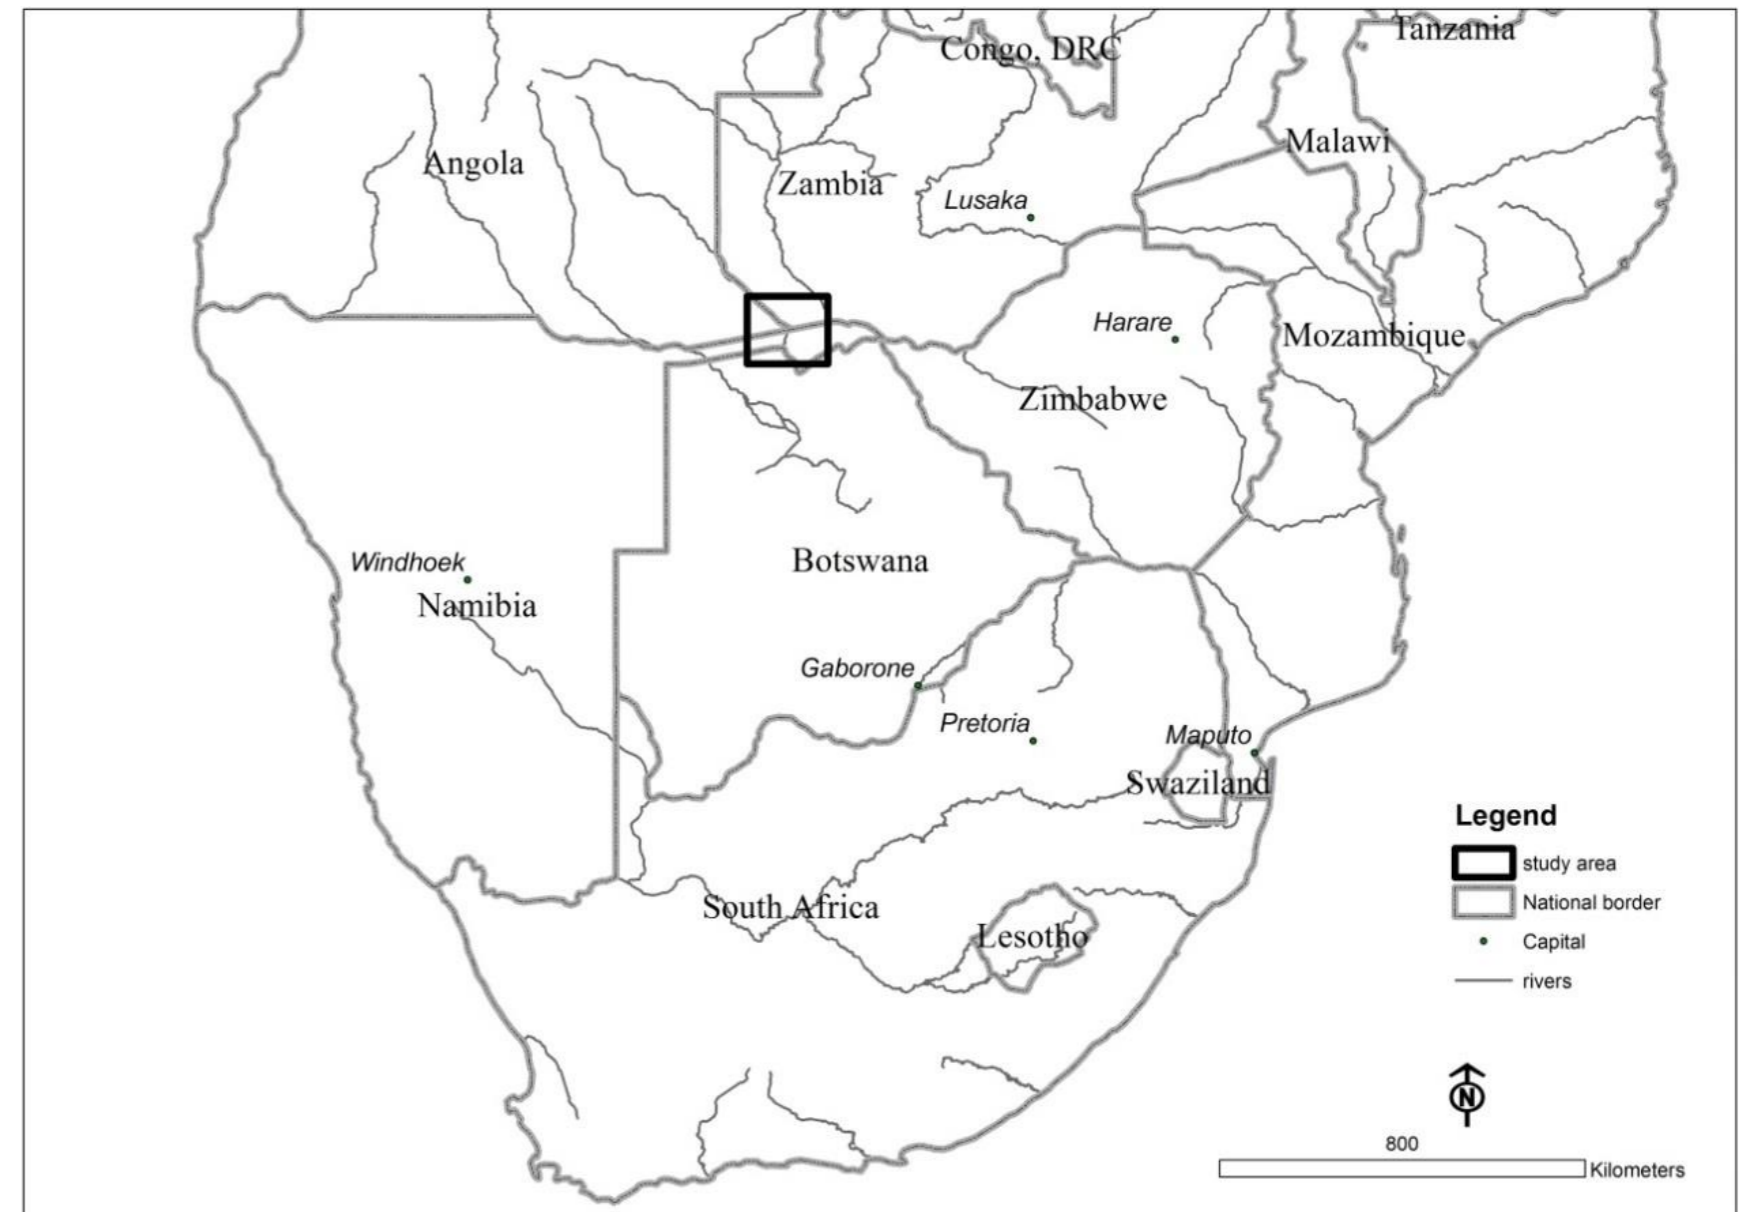 Tanzania
Congo, DRC
Malawi
Angola
Zambia
Lusaka
Harare
Mozambique
Zimbabwe
Windhoek
Namibia
Botswana
Gaborone
Pretoria
Maputo
Swaziland
South Africa
Lesotho
Legend
study area
National border
Capital
rivers
N
800
Kilometers